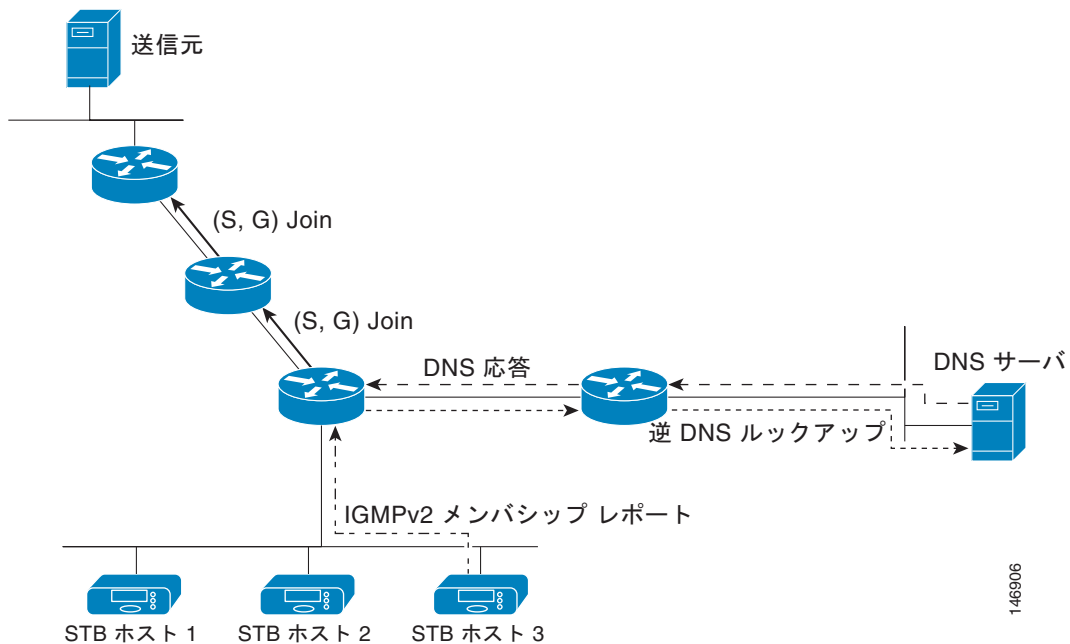 送信元
(S, G) Join
(S, G) Join
DNS 応答
DNS サーバ
逆 DNS ルックアップ
IGMPv2 メンバシップ レポート
STB ホスト 1
STB ホスト 2
STB ホスト 3
146906